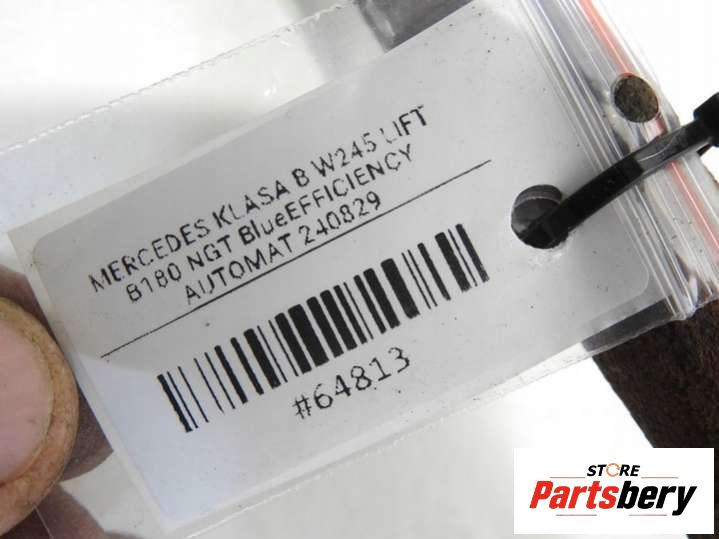 MERCEDES KLASA B W245 LIFT
B180 NGT BlueEFFICIENCY
AUTOMAT 240829
#64813
STORE
Partsbery